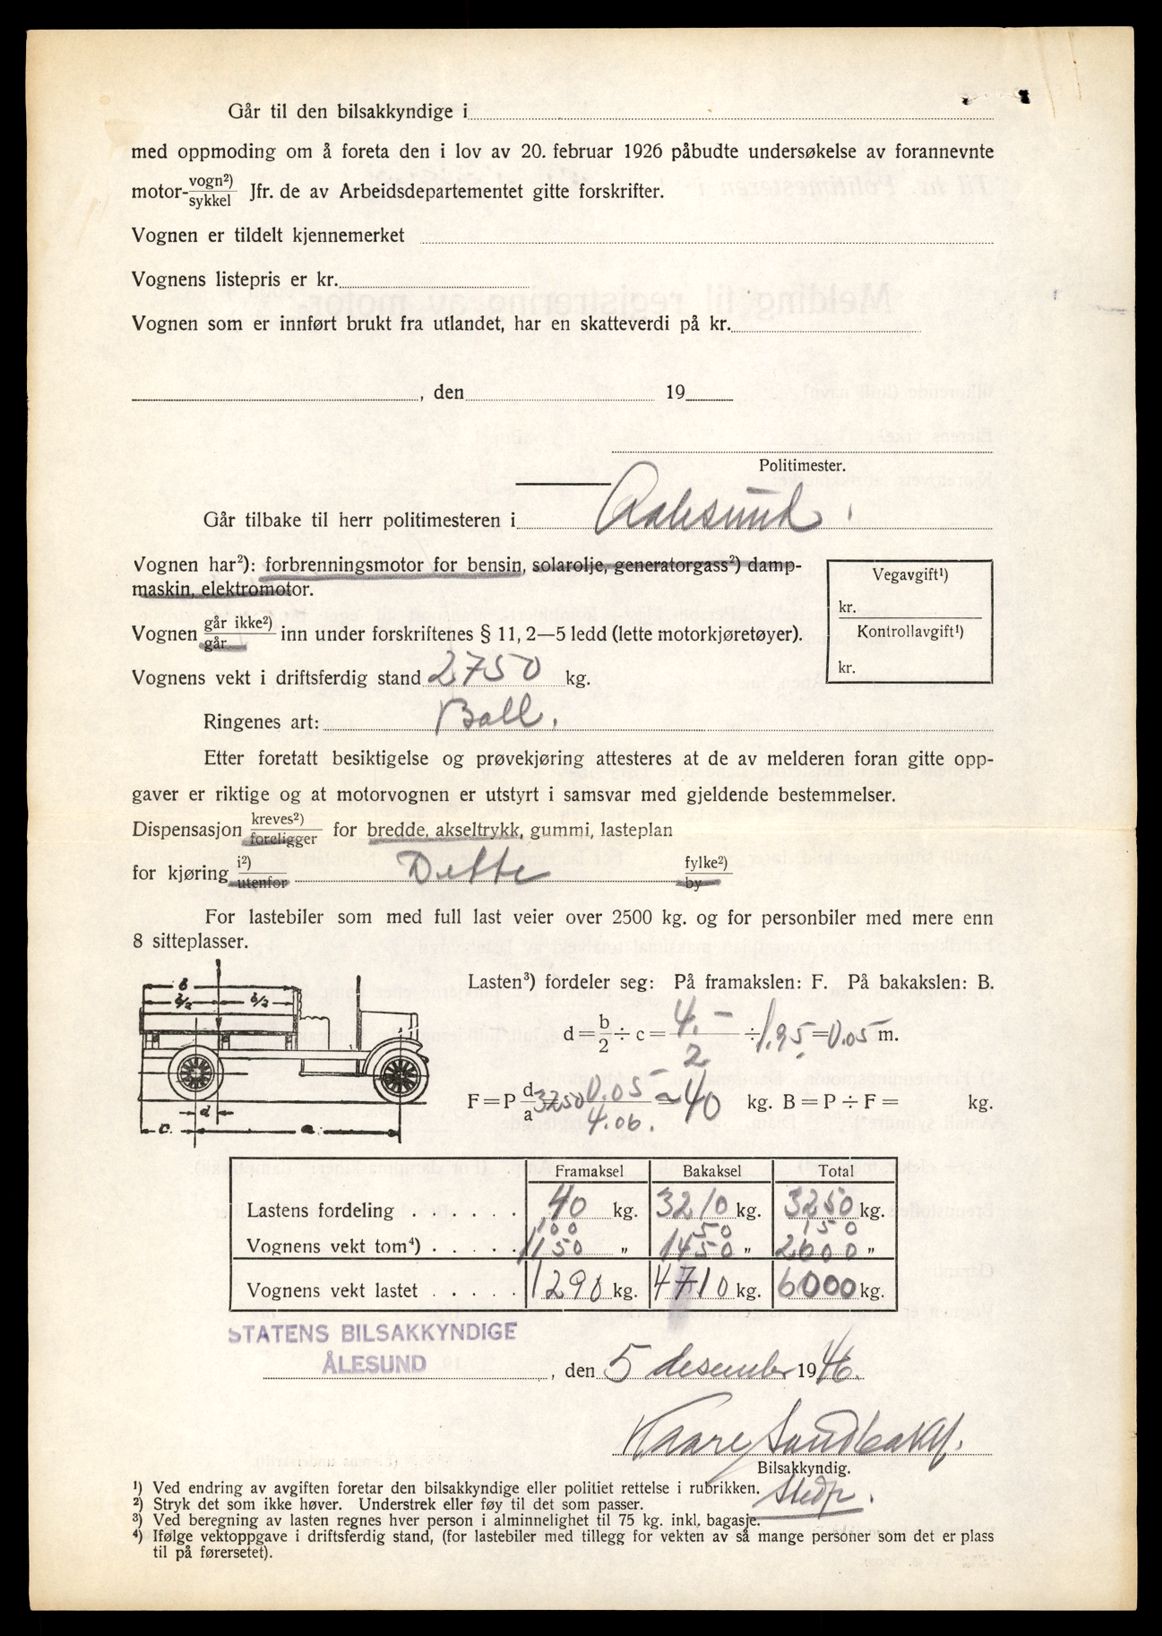 Går til den bilsakkyndige i
med oppmoding om å foreta den i lov av 20. februar 1926 påbudte undersøkelse av forannevnte
motor-vogn²)/sykkel Jfr. de av Arbeidsdepartementet gitte forskrifter.
Vognen er tildelt kjennemerket
Vognens listepris er kr.
Vognen som er innført brukt fra utlandet, har en skatteverdi på kr.
, den 19
Politimester.
Går tilbake til herr politimesteren i Aalesund.
Vognen har²): forbrenningsmotor for bensin, solarolje, generatorgass²) damp-
maskin, elektromotor.
Vegavgift¹)
kr.
Kontrollavgift¹)
kr.
Vognen går ikke²)/går inn under forskriftenes § 11, 2—5 ledd (lette motorkjøretøyer).
Vognens vekt i driftsferdig stand 2750 kg.
Ringenes art: Ball.
Etter foretatt besiktigelse og prøvekjøring attesteres at de av melderen foran gitte opp-
gaver er riktige og at motorvognen er utstyrt i samsvar med gjeldende bestemmelser.
Dispensasjon kreves²)/foreligger for bredde, akseltrykk, gummi, lasteplan
for kjøring i²)/utenfor Dette fylke²)/by
For lastebiler som med full last veier over 2500 kg. og for personbiler med mere enn
8 sitteplasser.
Lasten³) fordeler seg: På framakslen: F. På bakakslen: B.
b
b/2 b/2
d
c. a.
d = b/2 ÷ c = 4.-/2 ÷ 1.95 = 0.05 m.
F = P d/a 3250 0.05/4.06. = ~40 kg. B = P ÷ F = kg.
Framaksel Bakaksel Total
Lastens fordeling . . . . . . 40 kg. 3210 kg. 3250 kg.
100 50 150
Vognens vekt tom⁴) . . . . . 1150 „ 1450 „ 2600 „
Vognens vekt lastet . . . . . 1290 kg. 4710 kg. 6000 kg.
STATENS BILSAKKYNDIGE
ÅLESUND , den 5 desember 1946.
Kaare Sandbakk
Bilsakkyndig.
¹) Ved endring av avgiften foretar den bilsakkyndige eller politiet rettelse i rubrikken.
²) Stryk det som ikke høver. Understrek eller føy til det som passer.
³) Ved beregning av lasten regnes hver person i alminnelighet til 75 kg. inkl. bagasje.
⁴) Ifølge vektoppgave i driftsferdig stand, (for lastebiler med tillegg for vekten av så mange personer som det er plass
til på førersetet).